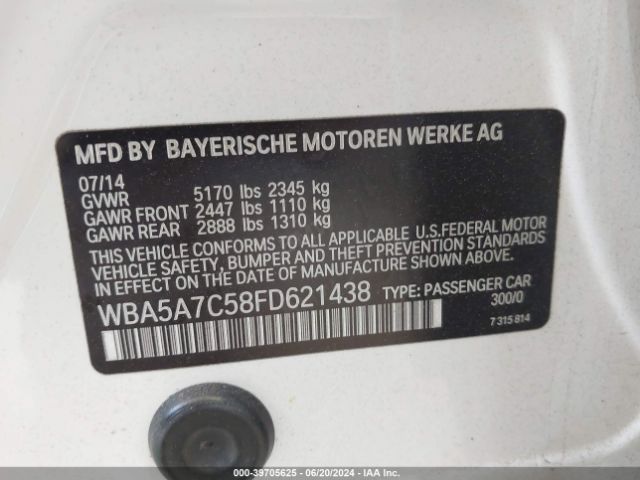 MFD BY BAYERISCHE MOTOREN WERKE AG
07/14
GVWR 5170 lbs 2345 kg
GAWR FRONT 2447 lbs 1110 kg
GAWR REAR 2888 lbs 1310 kg
THIS VEHICLE CONFORMS TO ALL APPLICABLE U.S.FEDERAL MOTOR
VEHICLE SAFETY, BUMPER AND THEFT PREVENTION STANDARDS
IN EFFECT ON THE DATE OF MANUFACTURE SHOWN ABOVE.
WBA5A7C58FD621438 TYPE: PASSENGER CAR
300/0
7 315 814
000-39705625 - 06/20/2024 - IAA Inc.